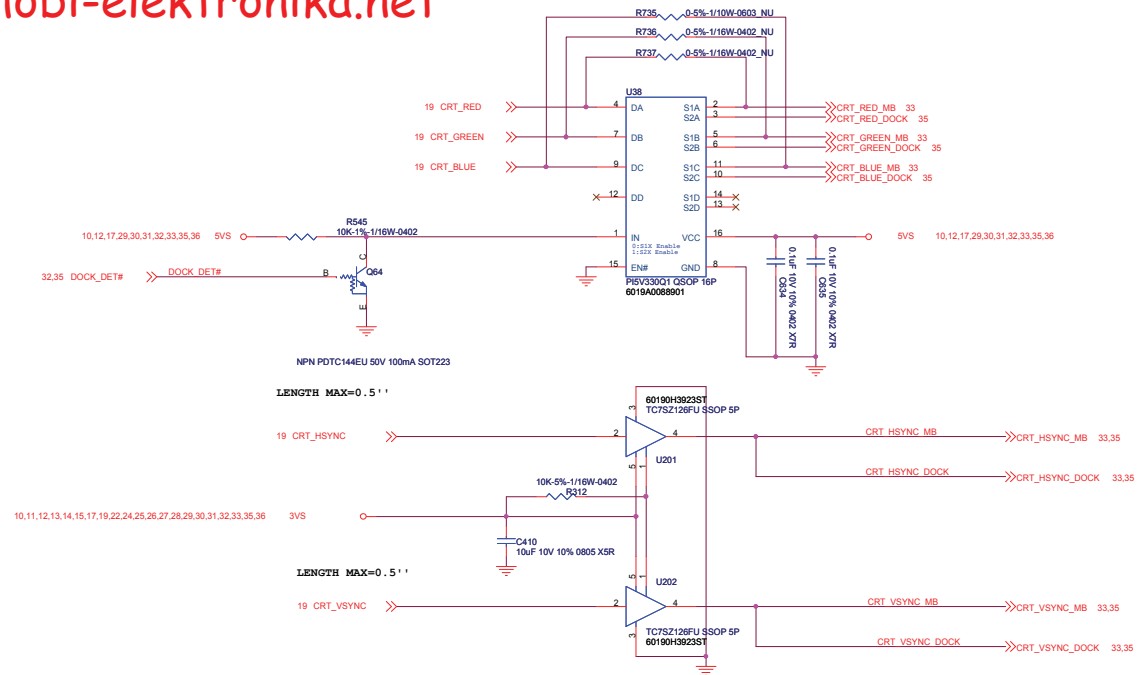 lobi-elektronika.net
R735 0-5%-1/10W-0603_NU
R736 0-5%-1/16W-0402_NU
R737 0-5%-1/16W-0402_NU
U38
19 CRT_RED 4 DA S1A 2 CRT_RED_MB 33
S2A 3 CRT_RED_DOCK 35
19 CRT_GREEN 7 DB S1B 5 CRT_GREEN_MB 33
S2B 6 CRT_GREEN_DOCK 35
19 CRT_BLUE 9 DC S1C 11 CRT_BLUE_MB 33
S2C 10 CRT_BLUE_DOCK 35
12 DD S1D 14
S2D 13
R545
10K-1%-1/16W-0402
10,12,17,29,30,31,32,33,35,36 5VS 1 IN VCC 16 5VS 10,12,17,29,30,31,32,33,35,36
0:S1X Enable
1:S2X Enable
15 EN# GND 8
PI5V330Q1 QSOP 16P
6019A0088901
0.1uF 10V 10% 0402 X7R
C634
0.1uF 10V 10% 0402 X7R
C635
32,35 DOCK_DET# DOCK_DET# B C E Q64
NPN PDTC144EU 50V 100mA SOT223
LENGTH MAX=0.5''
60190H3923ST
TC7SZ126FU SSOP 5P
3
19 CRT_HSYNC 2 4 CRT_HSYNC_MB CRT_HSYNC_MB 33,35
5 1 U201
CRT_HSYNC_DOCK CRT_HSYNC_DOCK 33,35
10K-5%-1/16W-0402
R312
10,11,12,13,14,15,17,19,22,24,25,26,27,28,29,30,31,32,33,35,36 3VS
C410
10uF 10V 10% 0805 X5R
LENGTH MAX=0.5''
5 1 U202
19 CRT_VSYNC 2 4 CRT_VSYNC_MB CRT_VSYNC_MB 33,35
3
TC7SZ126FU SSOP 5P
60190H3923ST
CRT_VSYNC_DOCK CRT_VSYNC_DOCK 33,35